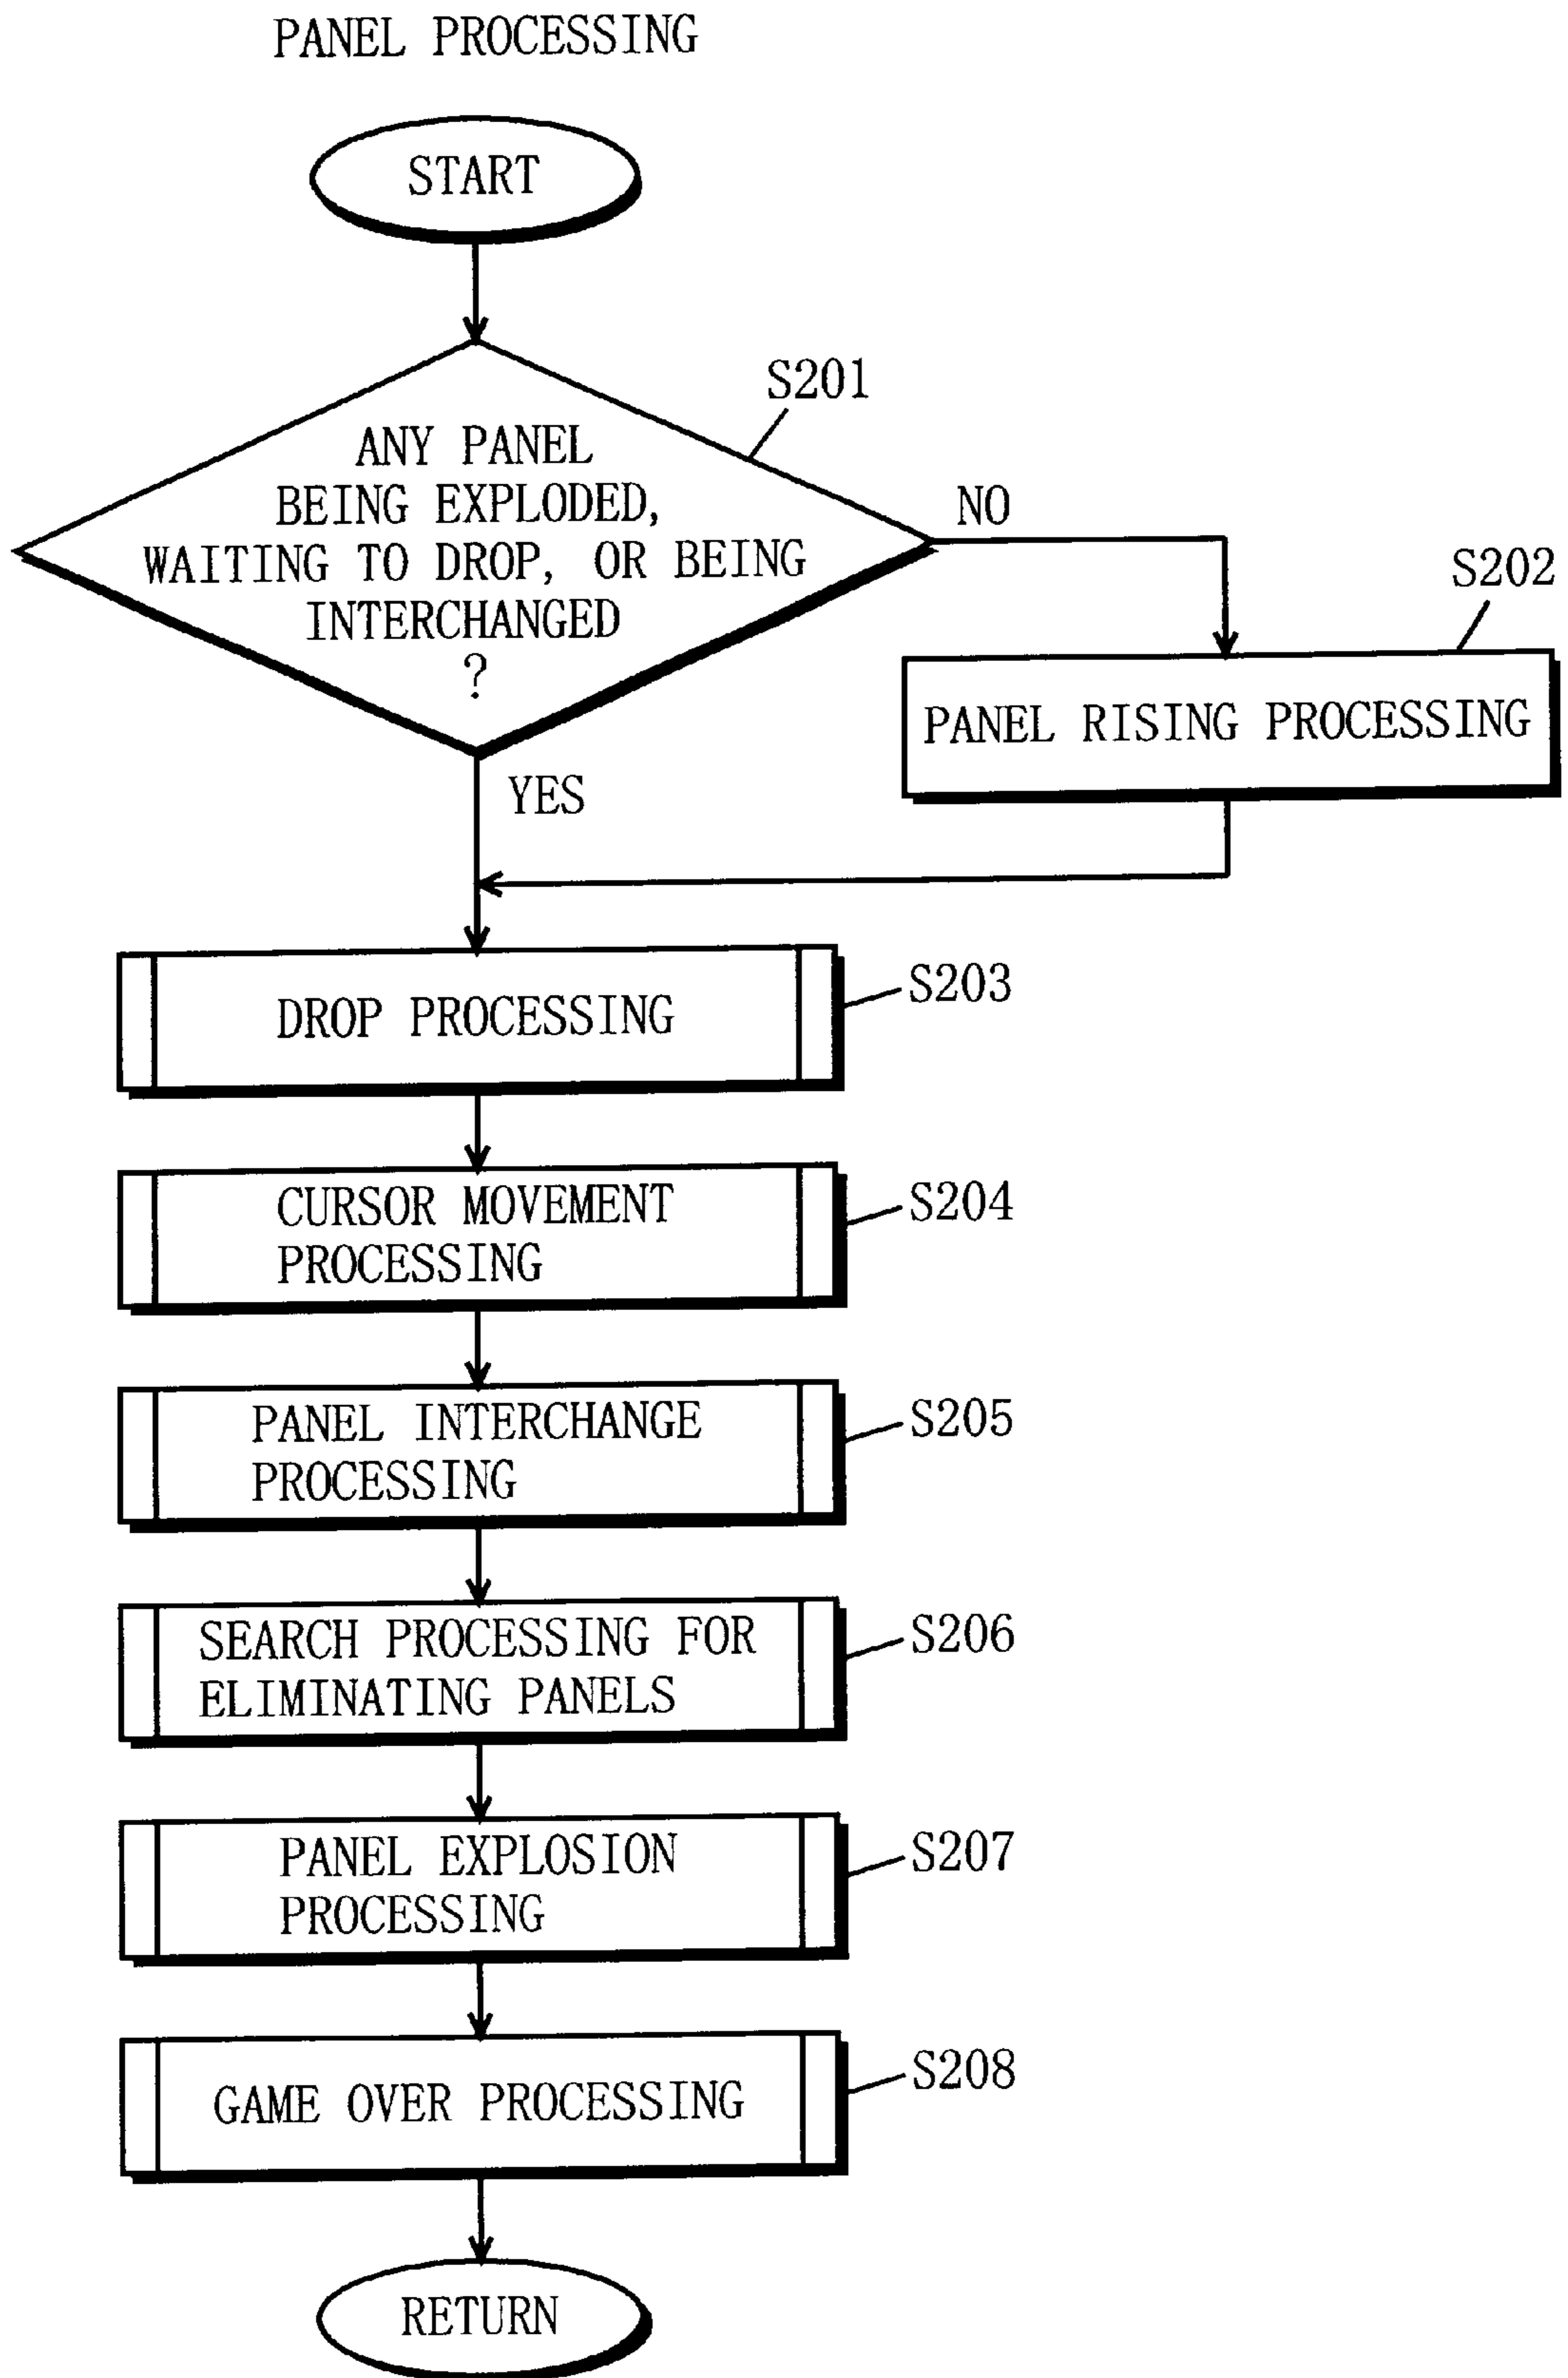 PANEL PROCESSING
START
S201
ANY PANEL
BEING EXPLODED,
WAITING TO DROP, OR BEING
INTERCHANGED
?
NO
S202
PANEL RISING PROCESSING
YES
DROP PROCESSING
S203
CURSOR MOVEMENT
PROCESSING
S204
PANEL INTERCHANGE
PROCESSING
S205
SEARCH PROCESSING FOR
ELIMINATING PANELS
S206
PANEL EXPLOSION
PROCESSING
S207
GAME OVER PROCESSING
S208
RETURN